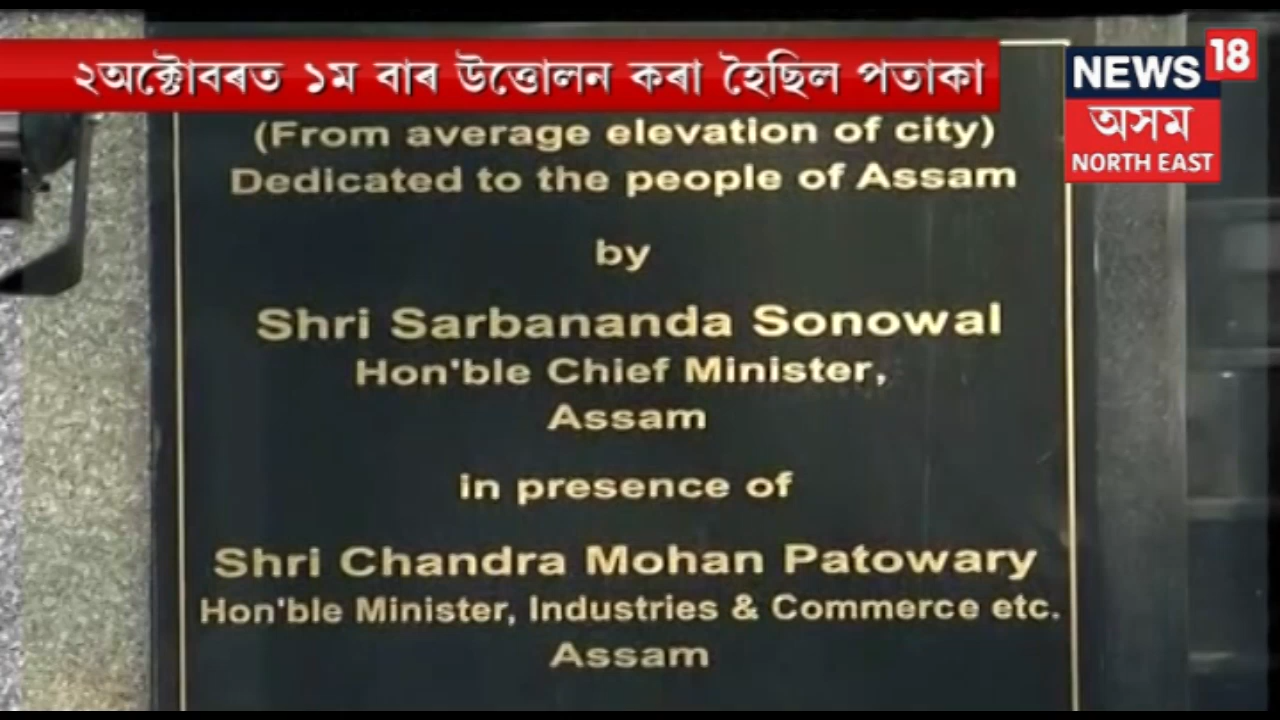 ২অক্টোবৰত ১ম বাৰ উত্তোলন কৰা হৈছিল পতাকা
NEWS 18
অসম
NORTH EAST
(From average elevation of city)
Dedicated to the people of Assam
by
Shri Sarbananda Sonowal
Hon'ble Chief Minister,
Assam
in presence of
Shri Chandra Mohan Patowary
Hon'ble Minister, Industries & Commerce etc.
Assam